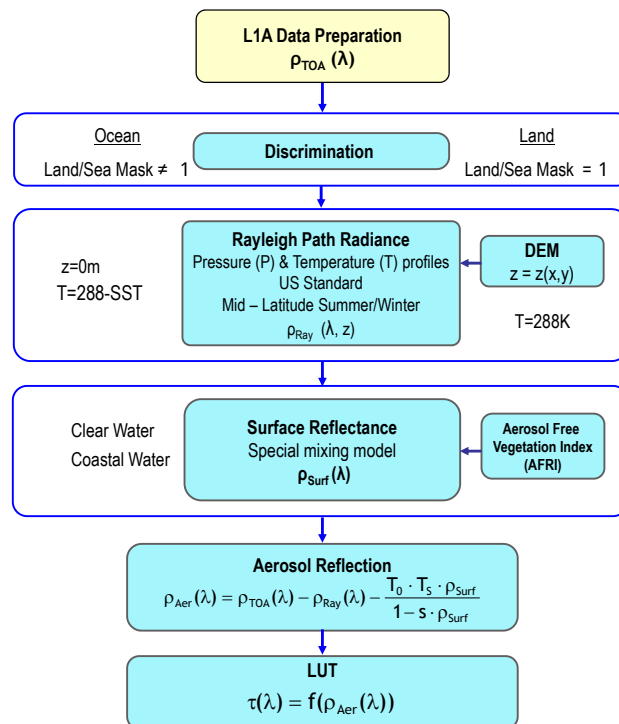 L1A Data Preparation
ρTOA (λ)
Ocean
Land/Sea Mask ≠ 1
Discrimination
Land
Land/Sea Mask = 1
z=0m
T=288-SST
Rayleigh Path Radiance
Pressure (P) & Temperature (T) profiles
US Standard
Mid – Latitude Summer/Winter
ρRay (λ, z)
DEM
z = z(x,y)
T=288K
Clear Water
Coastal Water
Surface Reflectance
Special mixing model
ρSurf(λ)
Aerosol Free
Vegetation Index
(AFRI)
Aerosol Reflection
ρAer(λ) = ρTOA(λ) − ρRay(λ) − T0 · TS · ρSurf / 1 − s · ρSurf
LUT
τ(λ) = f(ρAer(λ))